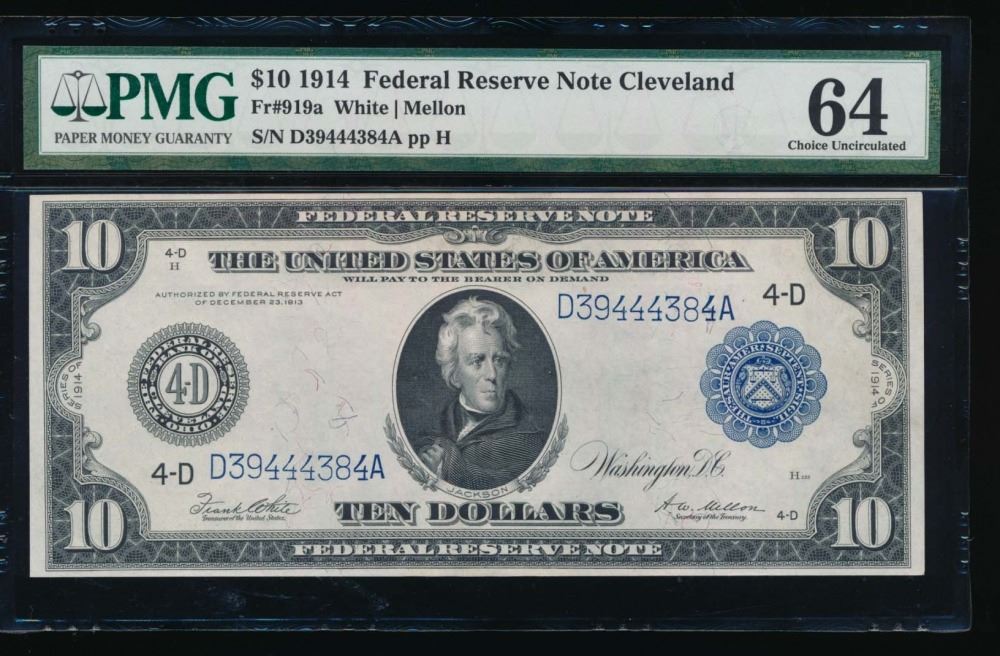 PMG
PAPER MONEY GUARANTY
$10 1914 Federal Reserve Note Cleveland
Fr#919a White | Mellon
S/N D39444384A pp H
64
Choice Uncirculated
FEDERAL RESERVE NOTE
10
10
4-D
H
THE UNITED STATES OF AMERICA
WILL PAY TO THE BEARER ON DEMAND
AUTHORIZED BY FEDERAL RESERVE ACT
OF DECEMBER 23, 1913
D39444384A
4-D
SERIES OF 1914
4-D
THESAUR. AMER. SEPTENT. SIGIL.
SERIES OF 1914
4-D
D39444384A
Washington, D.C.
JACKSON
Frank White
Treasurer of the United States.
TEN DOLLARS
A.W. Mellon
Secretary of the Treasury.
4-D
10
10
FEDERAL RESERVE NOTE